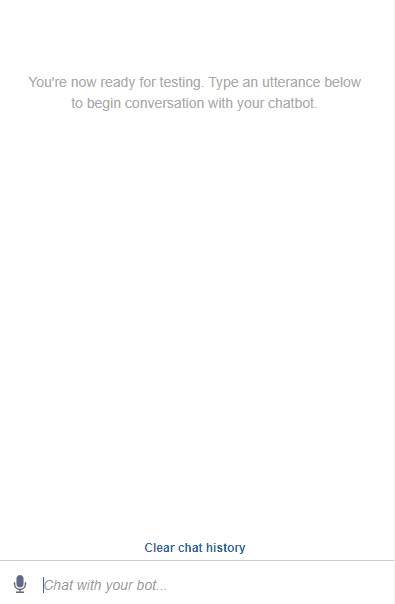 You're now ready for testing. Type an utterance below
to begin conversation with your chatbot.
Clear chat history
Chat with your bot...